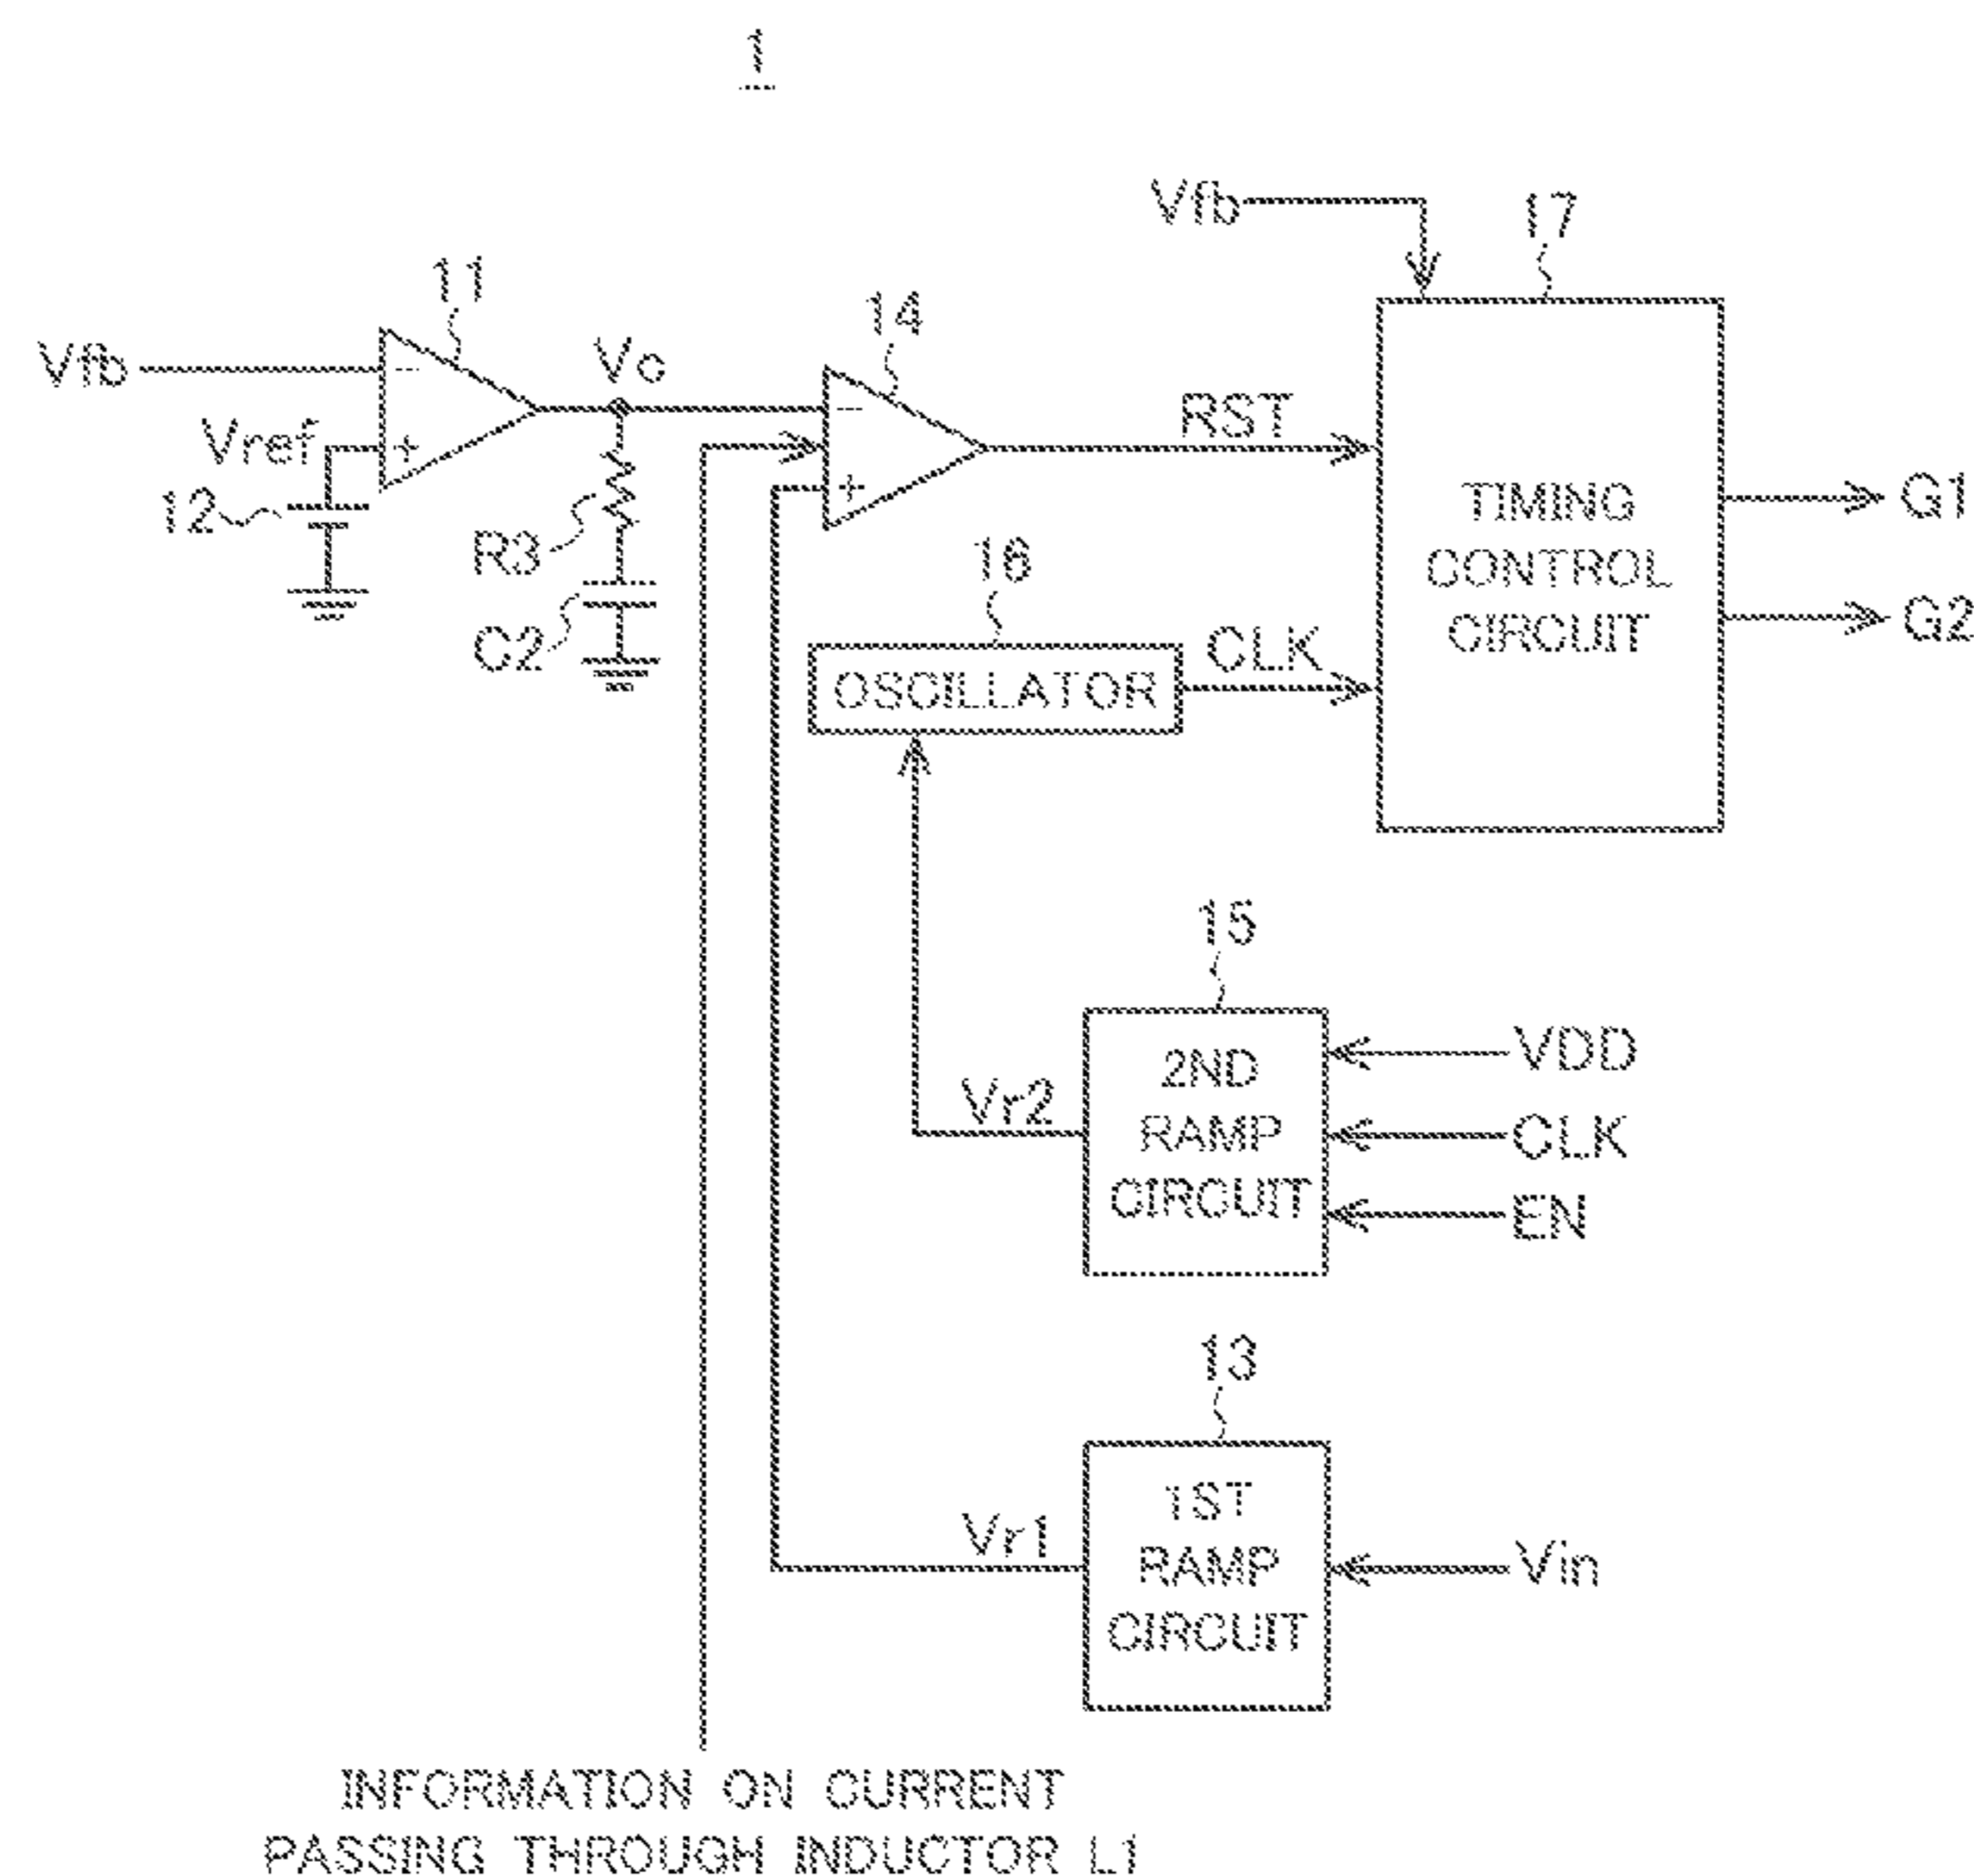 1
Vfb
17
11
14
Vfb
Vc
RST
Vref
12
R3
16
TIMING
CONTROL
CIRCUIT
G1
G2
C2
OSCILLATOR
CLK
15
2ND
RAMP
CIRCUIT
VDD
CLK
EN
Vr2
13
1ST
RAMP
CIRCUIT
Vr1
Vin
INFORMATION ON CURRENT
PASSING THROUGH INDUCTOR L1